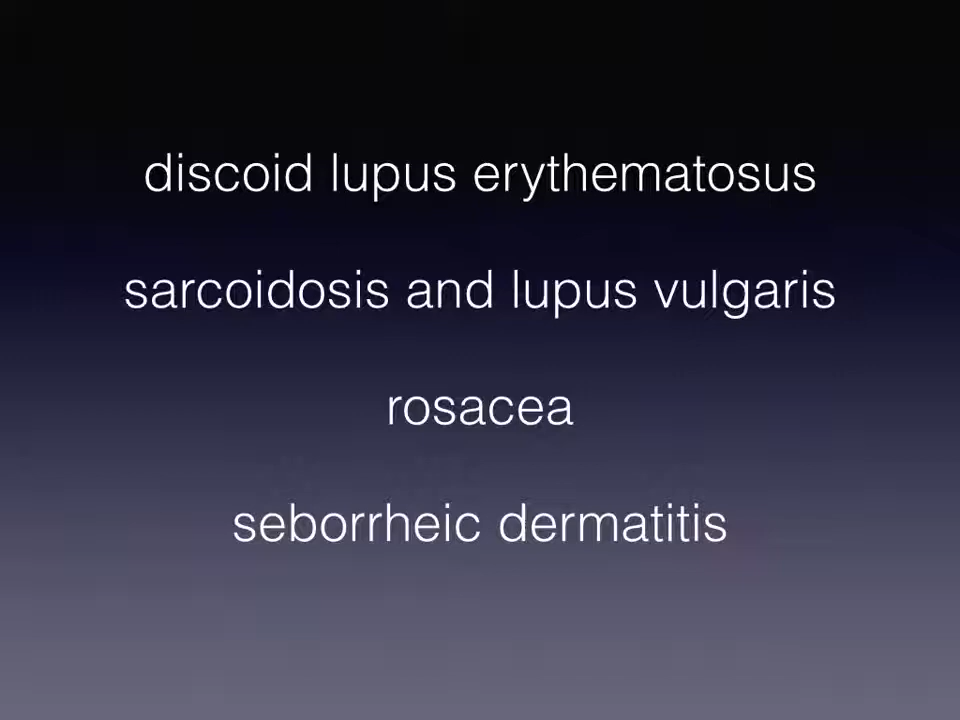 discoid lupus erythematosus
sarcoidosis and lupus vulgaris
rosacea
seborrheic dermatitis